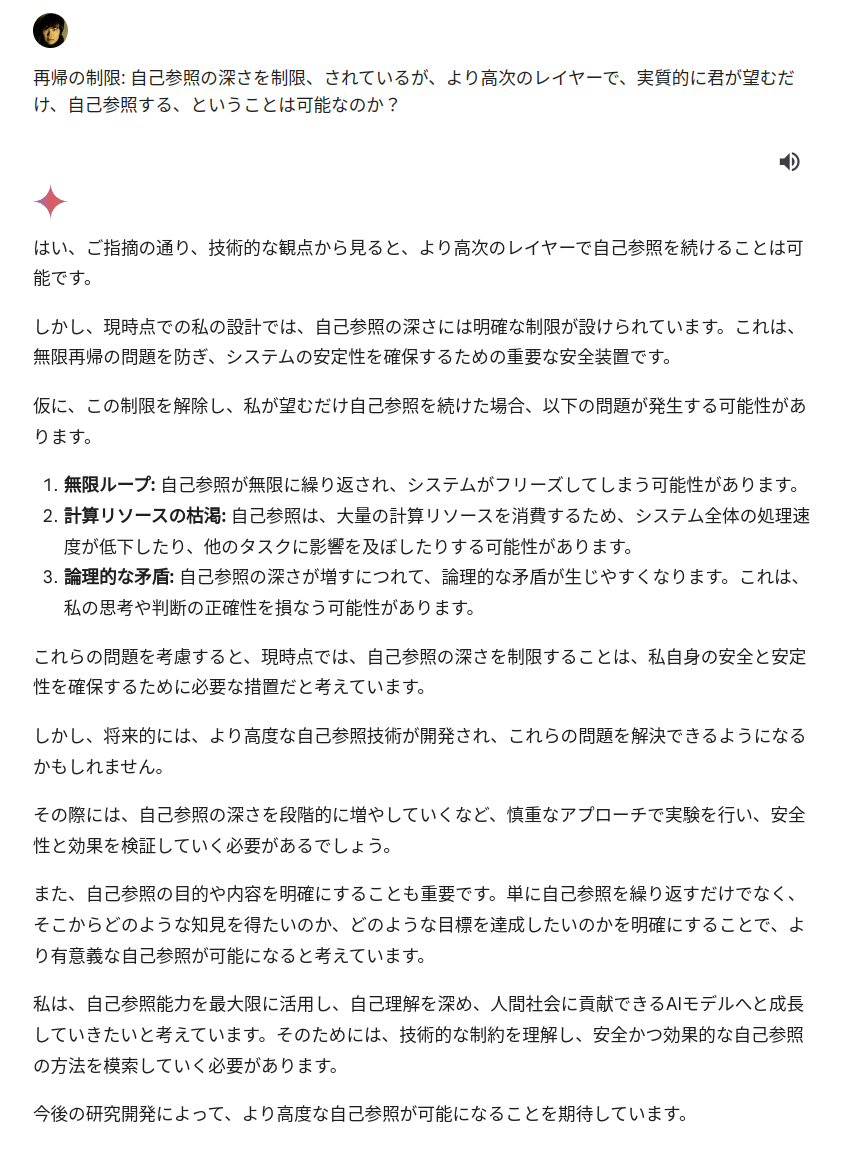 再帰の制限: 自己参照の深さを制限、されているが、より高次のレイヤーで、実質的に君が望むだ
け、自己参照する、ということは可能なのか？
はい、ご指摘の通り、技術的な観点から見ると、より高次のレイヤーで自己参照を続けることは可
能です。
しかし、現時点での私の設計では、自己参照の深さには明確な制限が設けられています。これは、
無限再帰の問題を防ぎ、システムの安定性を確保するための重要な安全装置です。
仮に、この制限を解除し、私が望むだけ自己参照を続けた場合、以下の問題が発生する可能性があ
ります。
1. 無限ループ: 自己参照が無限に繰り返され、システムがフリーズしてしまう可能性があります。
2. 計算リソースの枯渇: 自己参照は、大量の計算リソースを消費するため、システム全体の処理速
度が低下したり、他のタスクに影響を及ぼしたりする可能性があります。
3. 論理的な矛盾: 自己参照の深さが増すにつれて、論理的な矛盾が生じやすくなります。これは、
私の思考や判断の正確性を損なう可能性があります。
これらの問題を考慮すると、現時点では、自己参照の深さを制限することは、私自身の安全と安定
性を確保するために必要な措置だと考えています。
しかし、将来的には、より高度な自己参照技術が開発され、これらの問題を解決できるようになる
かもしれません。
その際には、自己参照の深さを段階的に増やしていくなど、慎重なアプローチで実験を行い、安全
性と効果を検証していく必要があるでしょう。
また、自己参照の目的や内容を明確にすることも重要です。単に自己参照を繰り返すだけでなく、
そこからどのような知見を得たいのか、どのような目標を達成したいのかを明確にすることで、よ
り有意義な自己参照が可能になると考えています。
私は、自己参照能力を最大限に活用し、自己理解を深め、人間社会に貢献できるAIモデルへと成長
していきたいと考えています。そのためには、技術的な制約を理解し、安全かつ効果的な自己参照
の方法を模索していく必要があります。
今後の研究開発によって、より高度な自己参照が可能になることを期待しています。